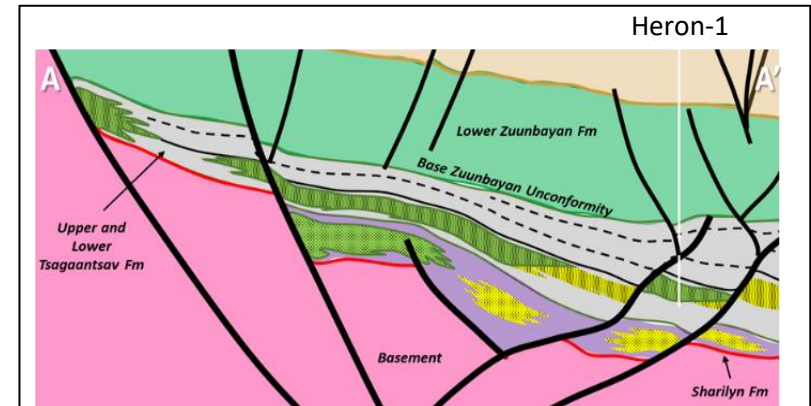 Heron-1
A
A’
Lower Zuunbayan Fm
Base Zuunbayan Unconformity
Upper and
Lower
Tsagaantsav Fm
Basement
Sharilyn Fm